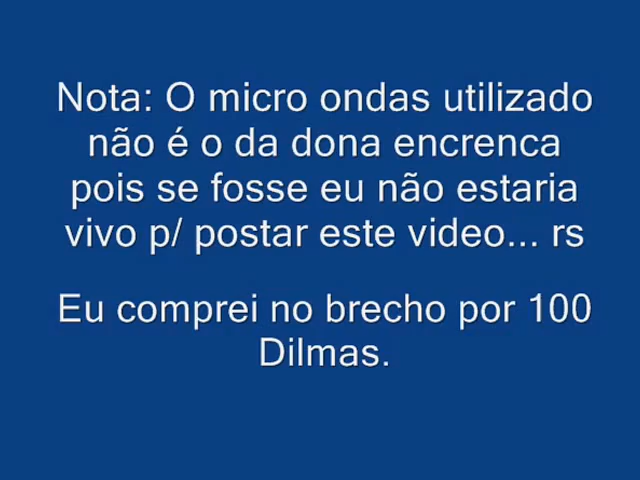 Nota: O micro ondas utilizado
não é o da dona encrenca
pois se fosse eu não estaria
vivo p/ postar este video... rs
Eu comprei no brecho por 100
Dilmas.